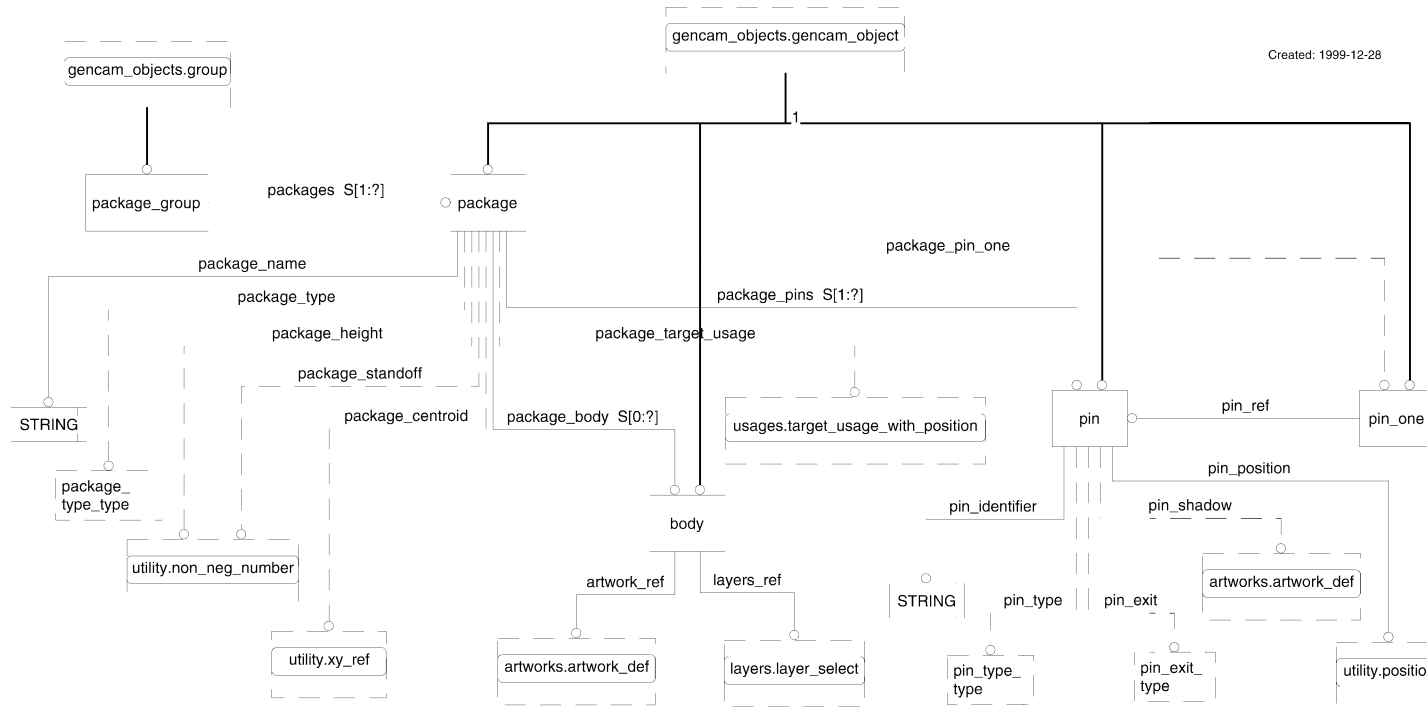 gencam_objects.gencam_object
Created: 1999-12-28
gencam_objects.group
1
packages S[1:?]
package_group
package
package_pin_one
package_name
package_type
package_pins S[1:?]
package_height
package_target_usage
package_standoff
package_centroid
package_body S[0:?]
STRING
usages.target_usage_with_position
pin
pin_ref
pin_one
package_
type_type
pin_position
pin_identifier
pin_shadow
body
utility.non_neg_number
artwork_ref
layers_ref
artworks.artwork_def
STRING
pin_type
pin_exit
utility.xy_ref
artworks.artwork_def
layers.layer_select
pin_type_
type
pin_exit_
type
utility.positio